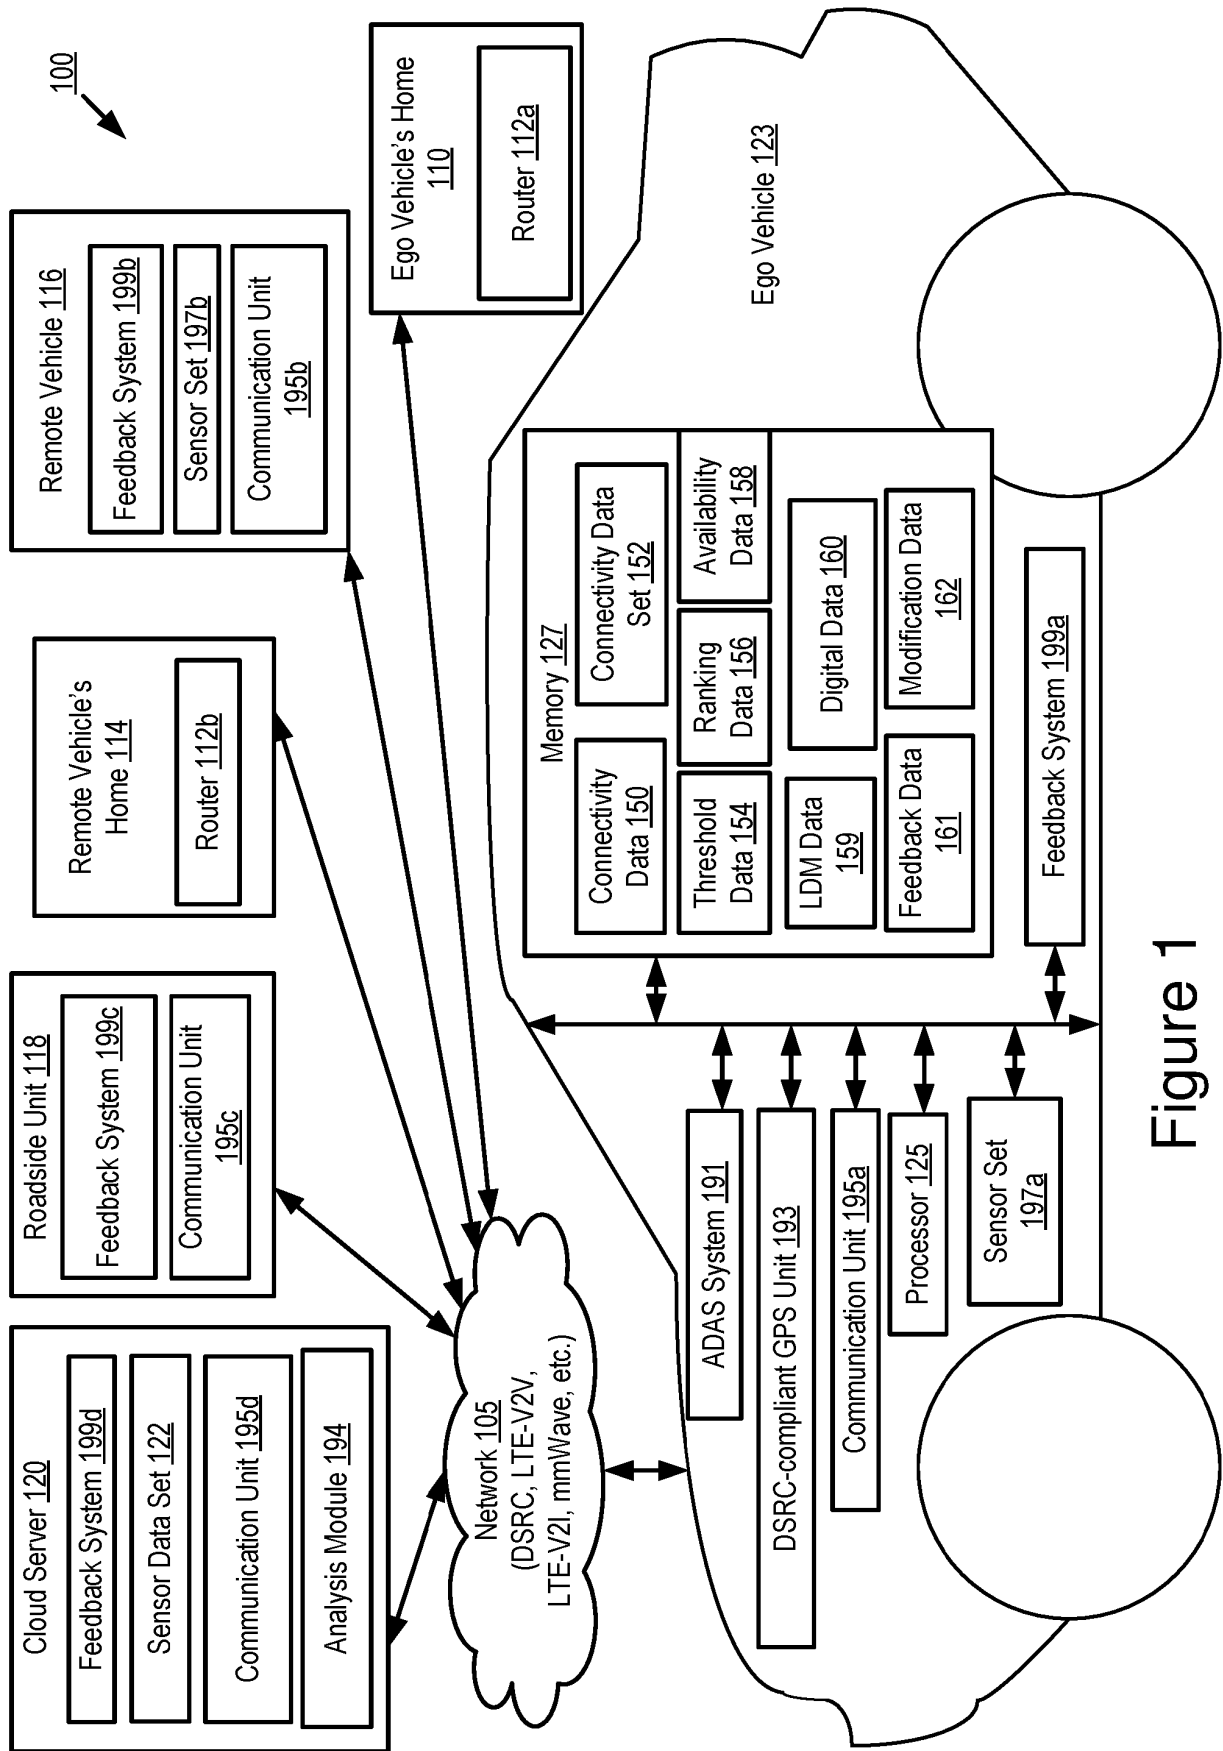 100
Cloud Server 120
Feedback System 199d
Sensor Data Set 122
Communication Unit 195d
Analysis Module 194
Roadside Unit 118
Feedback System 199c
Communication Unit
195c
Remote Vehicle's
Home 114
Router 112b
Remote Vehicle 116
Feedback System 199b
Sensor Set 197b
Communication Unit
195b
Ego Vehicle's Home
110
Router 112a
Network 105
(DSRC, LTE-V2V,
LTE-V2I, mmWave, etc.)
Ego Vehicle 123
ADAS System 191
DSRC-compliant GPS Unit 193
Communication Unit 195a
Processor 125
Sensor Set
197a
Memory 127
Connectivity
Data 150
Connectivity Data
Set 152
Threshold
Data 154
Ranking
Data 156
Availability
Data 158
LDM Data
159
Digital Data 160
Feedback Data
161
Modification Data
162
Feedback System 199a
Figure 1